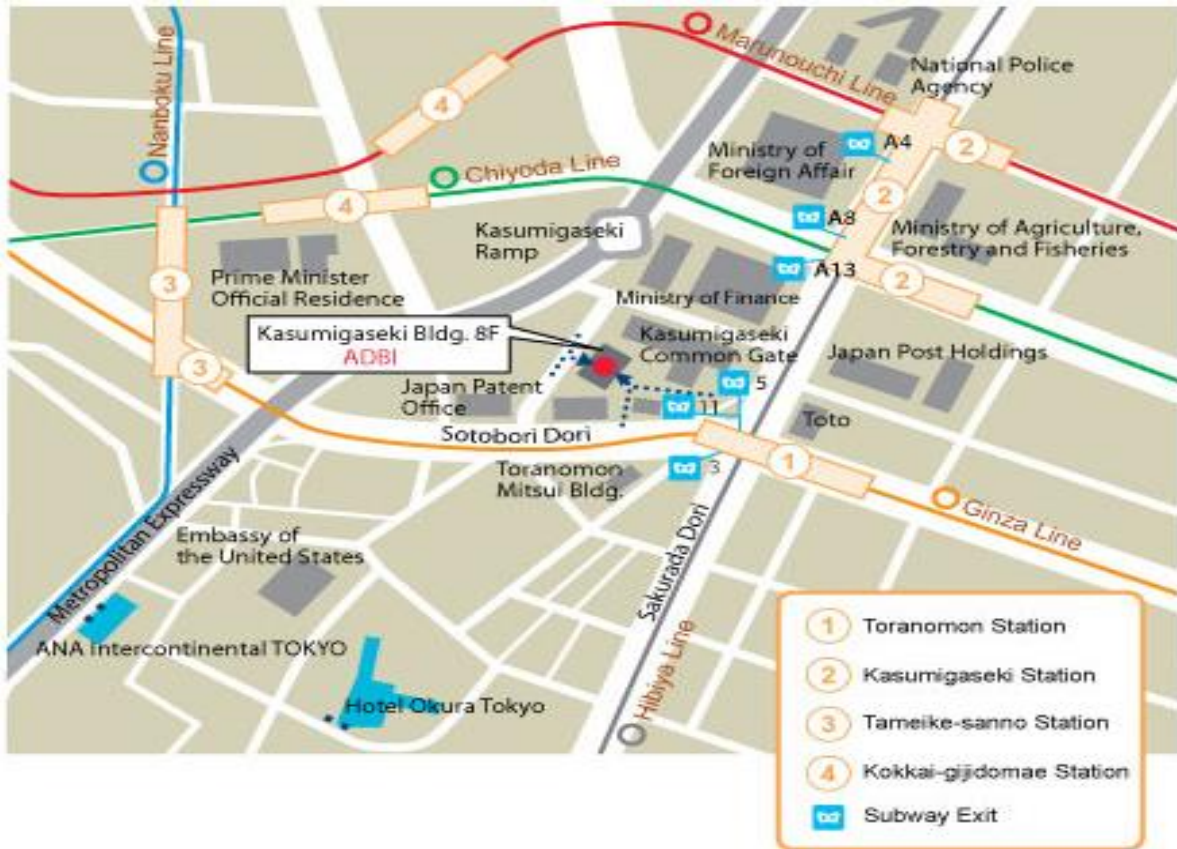 Nanboku Line
Marunouchi Line
National Police
Agency
4
A4
2
Ministry of
Foreign Affair
Chiyoda Line
4
2
A8
Kasumigaseki
Ramp
Ministry of Agriculture,
Forestry and Fisheries
3
Prime Minister
Official Residence
A13
2
Ministry of Finance
Kasumigaseki Bldg. 8F
ADBI
Kasumigaseki
Common Gate
Japan Post Holdings
3
Japan Patent
Office
5
11
Toto
Sotobori Dori
1
3
Toranomon
Mitsui Bldg.
Ginza Line
Metropolitan Expressway
Embassy of
the United States
Sakurada Dori
ANA Intercontinental TOKYO
Hotel Okura Tokyo
Hibiya Line
1 Toranomon Station
2 Kasumigaseki Station
3 Tameike-sanno Station
4 Kokkai-gijidomae Station
Subway Exit